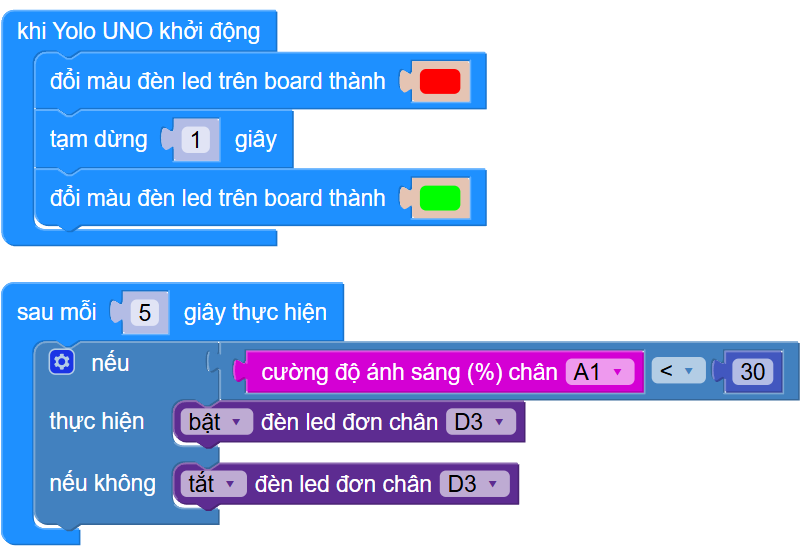 khi Yolo UNO khởi động
đổi màu đèn led trên board thành
tạm dừng 1 giây
đổi màu đèn led trên board thành
sau mỗi 5 giây thực hiện
nếu cường độ ánh sáng (%) chân A1 < 30
thực hiện bật đèn led đơn chân D3
nếu không tắt đèn led đơn chân D3